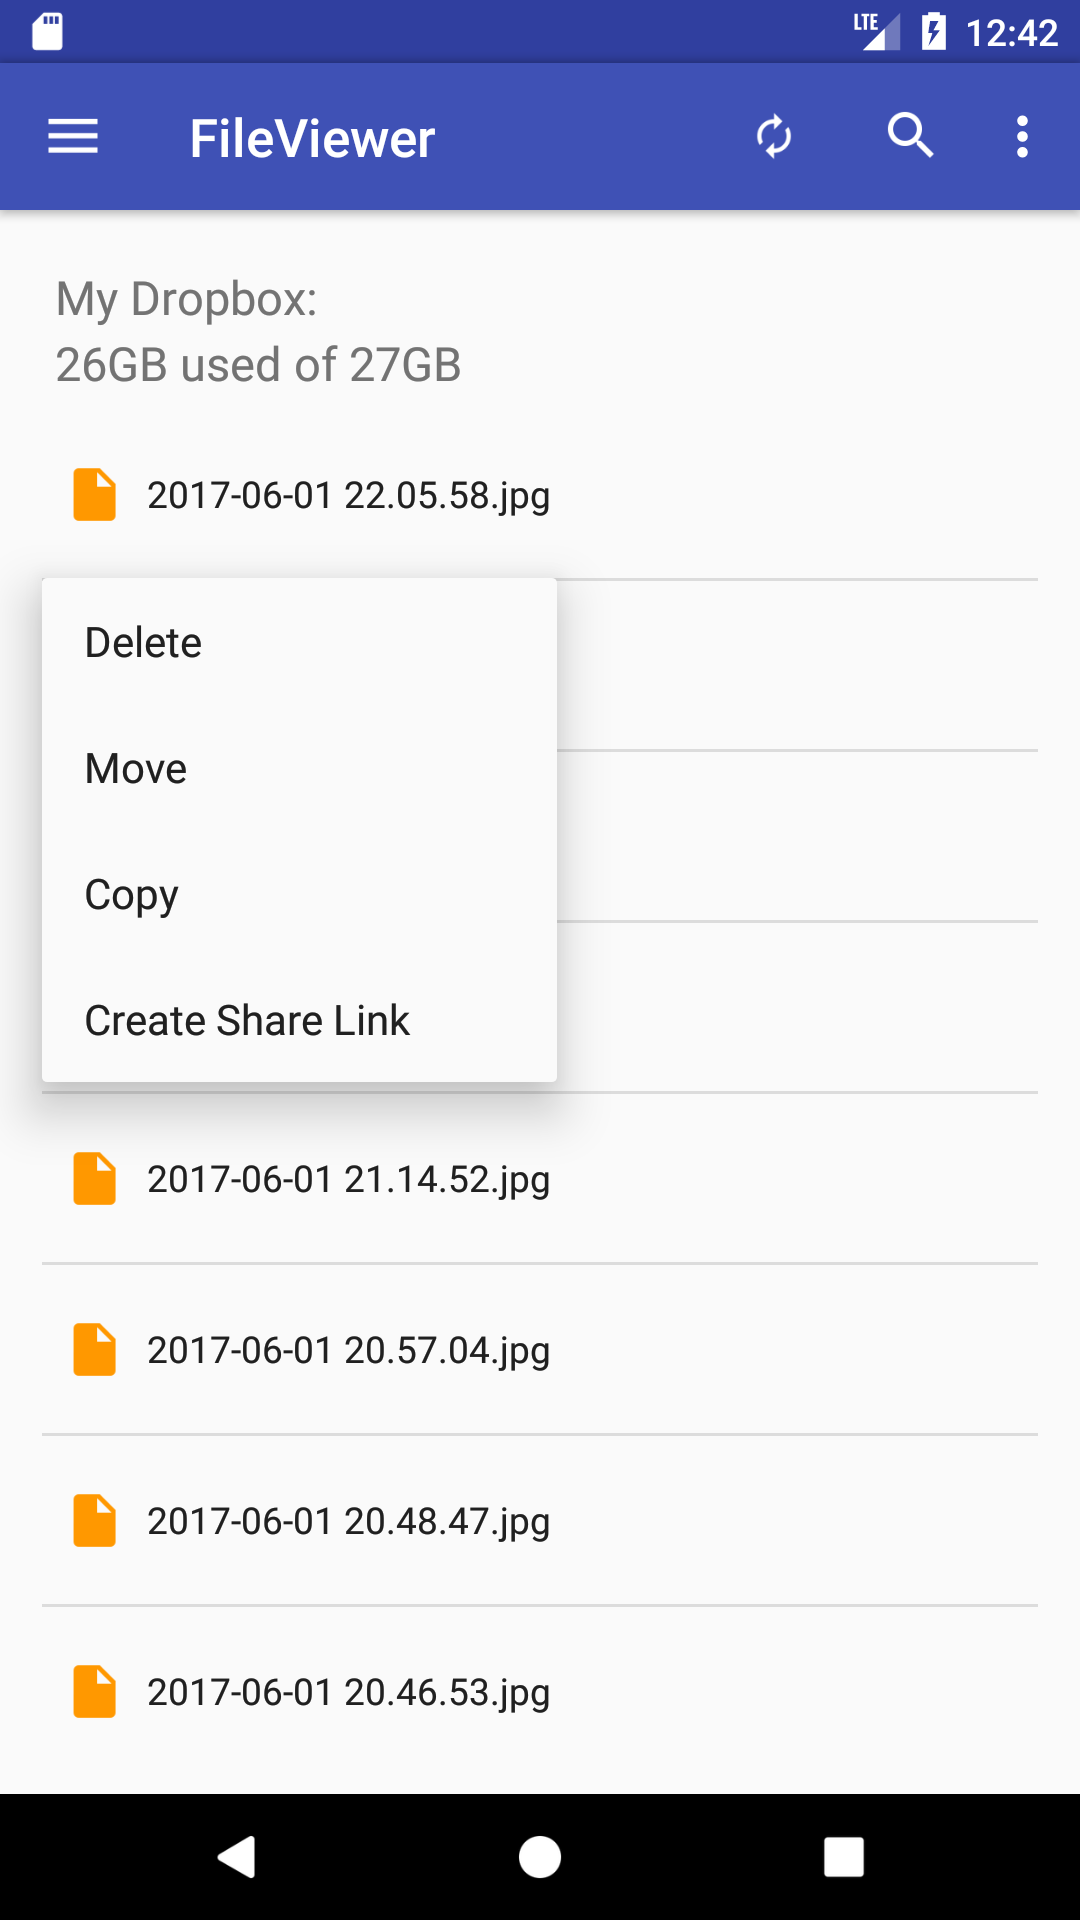 LTE 12:42
FileViewer
My Dropbox:
26GB used of 27GB
2017-06-01 22.05.58.jpg
Delete
Move
Copy
Create Share Link
2017-06-01 21.14.52.jpg
2017-06-01 20.57.04.jpg
2017-06-01 20.48.47.jpg
2017-06-01 20.46.53.jpg